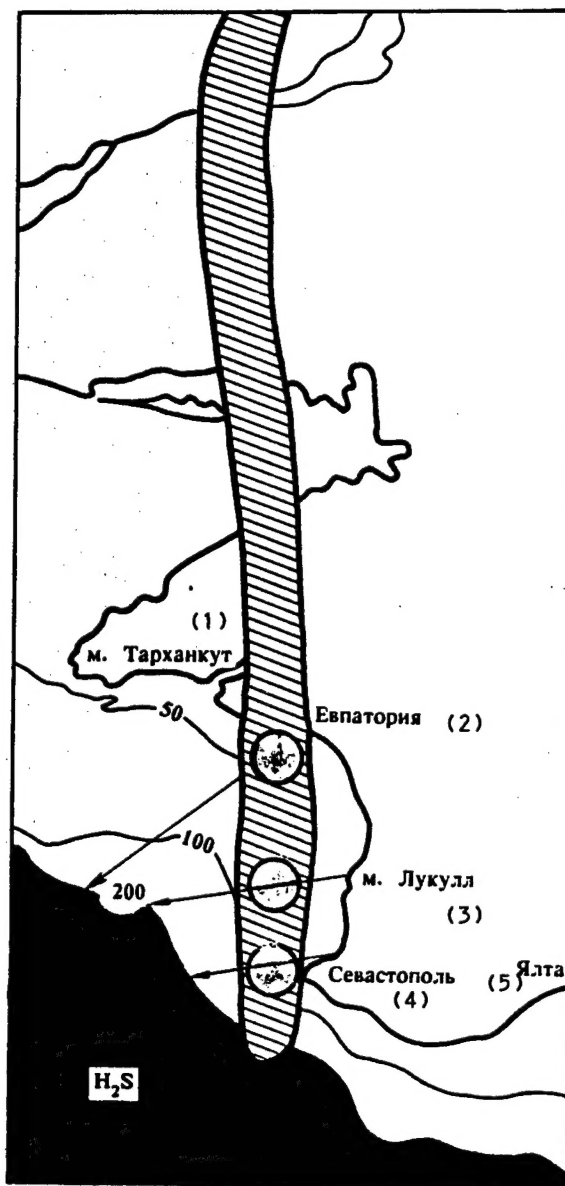 (1)
м. Тарханкут
50
Евпатория (2)
100
200
м. Лукулл
(3)
Севастополь (5) Ялта
(4)
H₂S